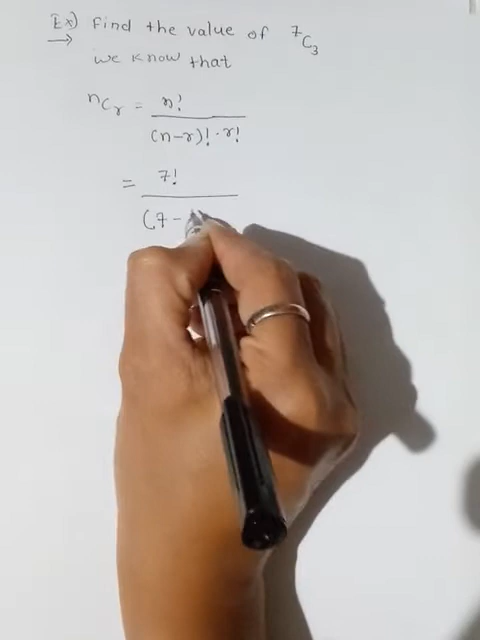 Ex) Find the value of ⁷C₃
we know that
ⁿCᵣ = n! / (n-r)! · r!
= 7! / (7 -